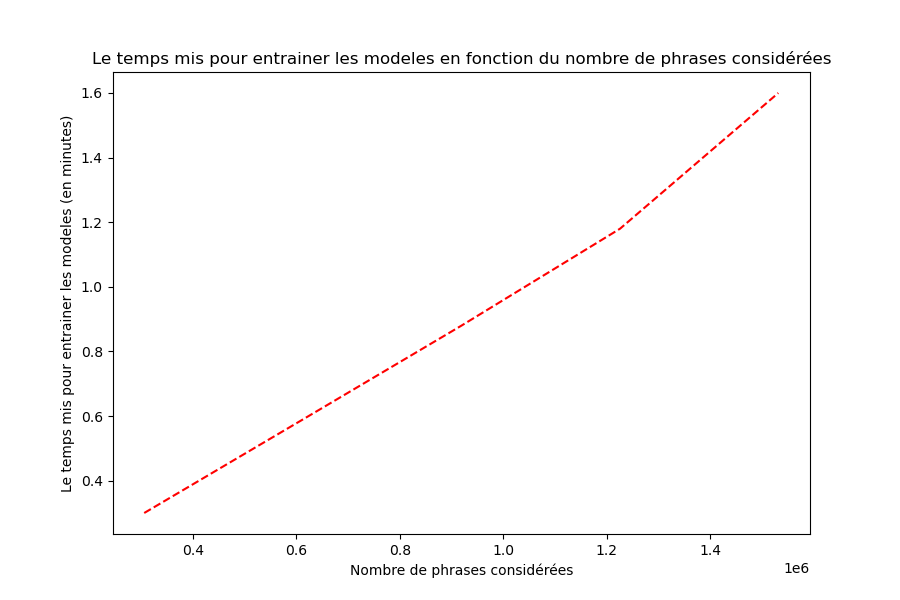 Le temps mis pour entrainer les modeles en fonction du nombre de phrases considérées
Le temps mis pour entrainer les modeles (en minutes)
1.6
1.4
1.2
1.0
0.8
0.6
0.4
0.4 0.6 0.8 1.0 1.2 1.4
1e6
Nombre de phrases considérées